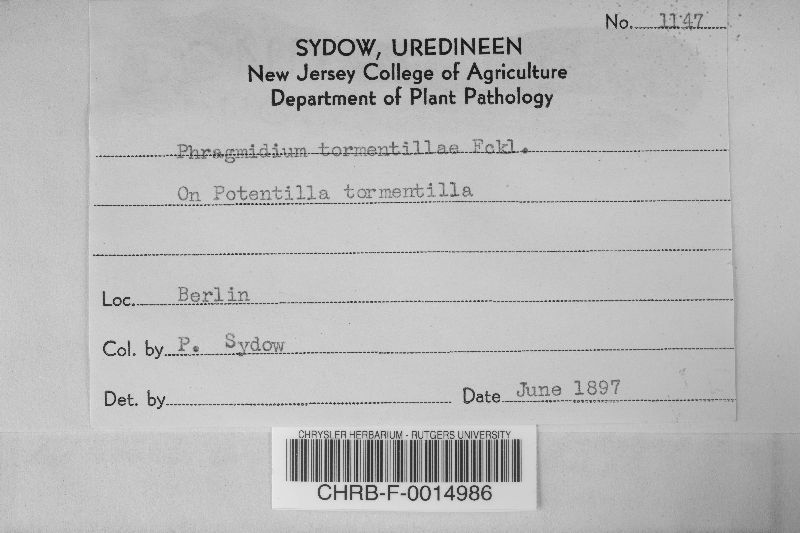 No. 1147
SYDOW, UREDINEEN
New Jersey College of Agriculture
Department of Plant Pathology
Phragmidium tormentillae Fckl.
On Potentilla tormentilla
Loc. Berlin
Col. by P. Sydow
Det. by Date June 1897
CHRYSLER HERBARIUM - RUTGERS UNIVERSITY
CHRB-F-0014986